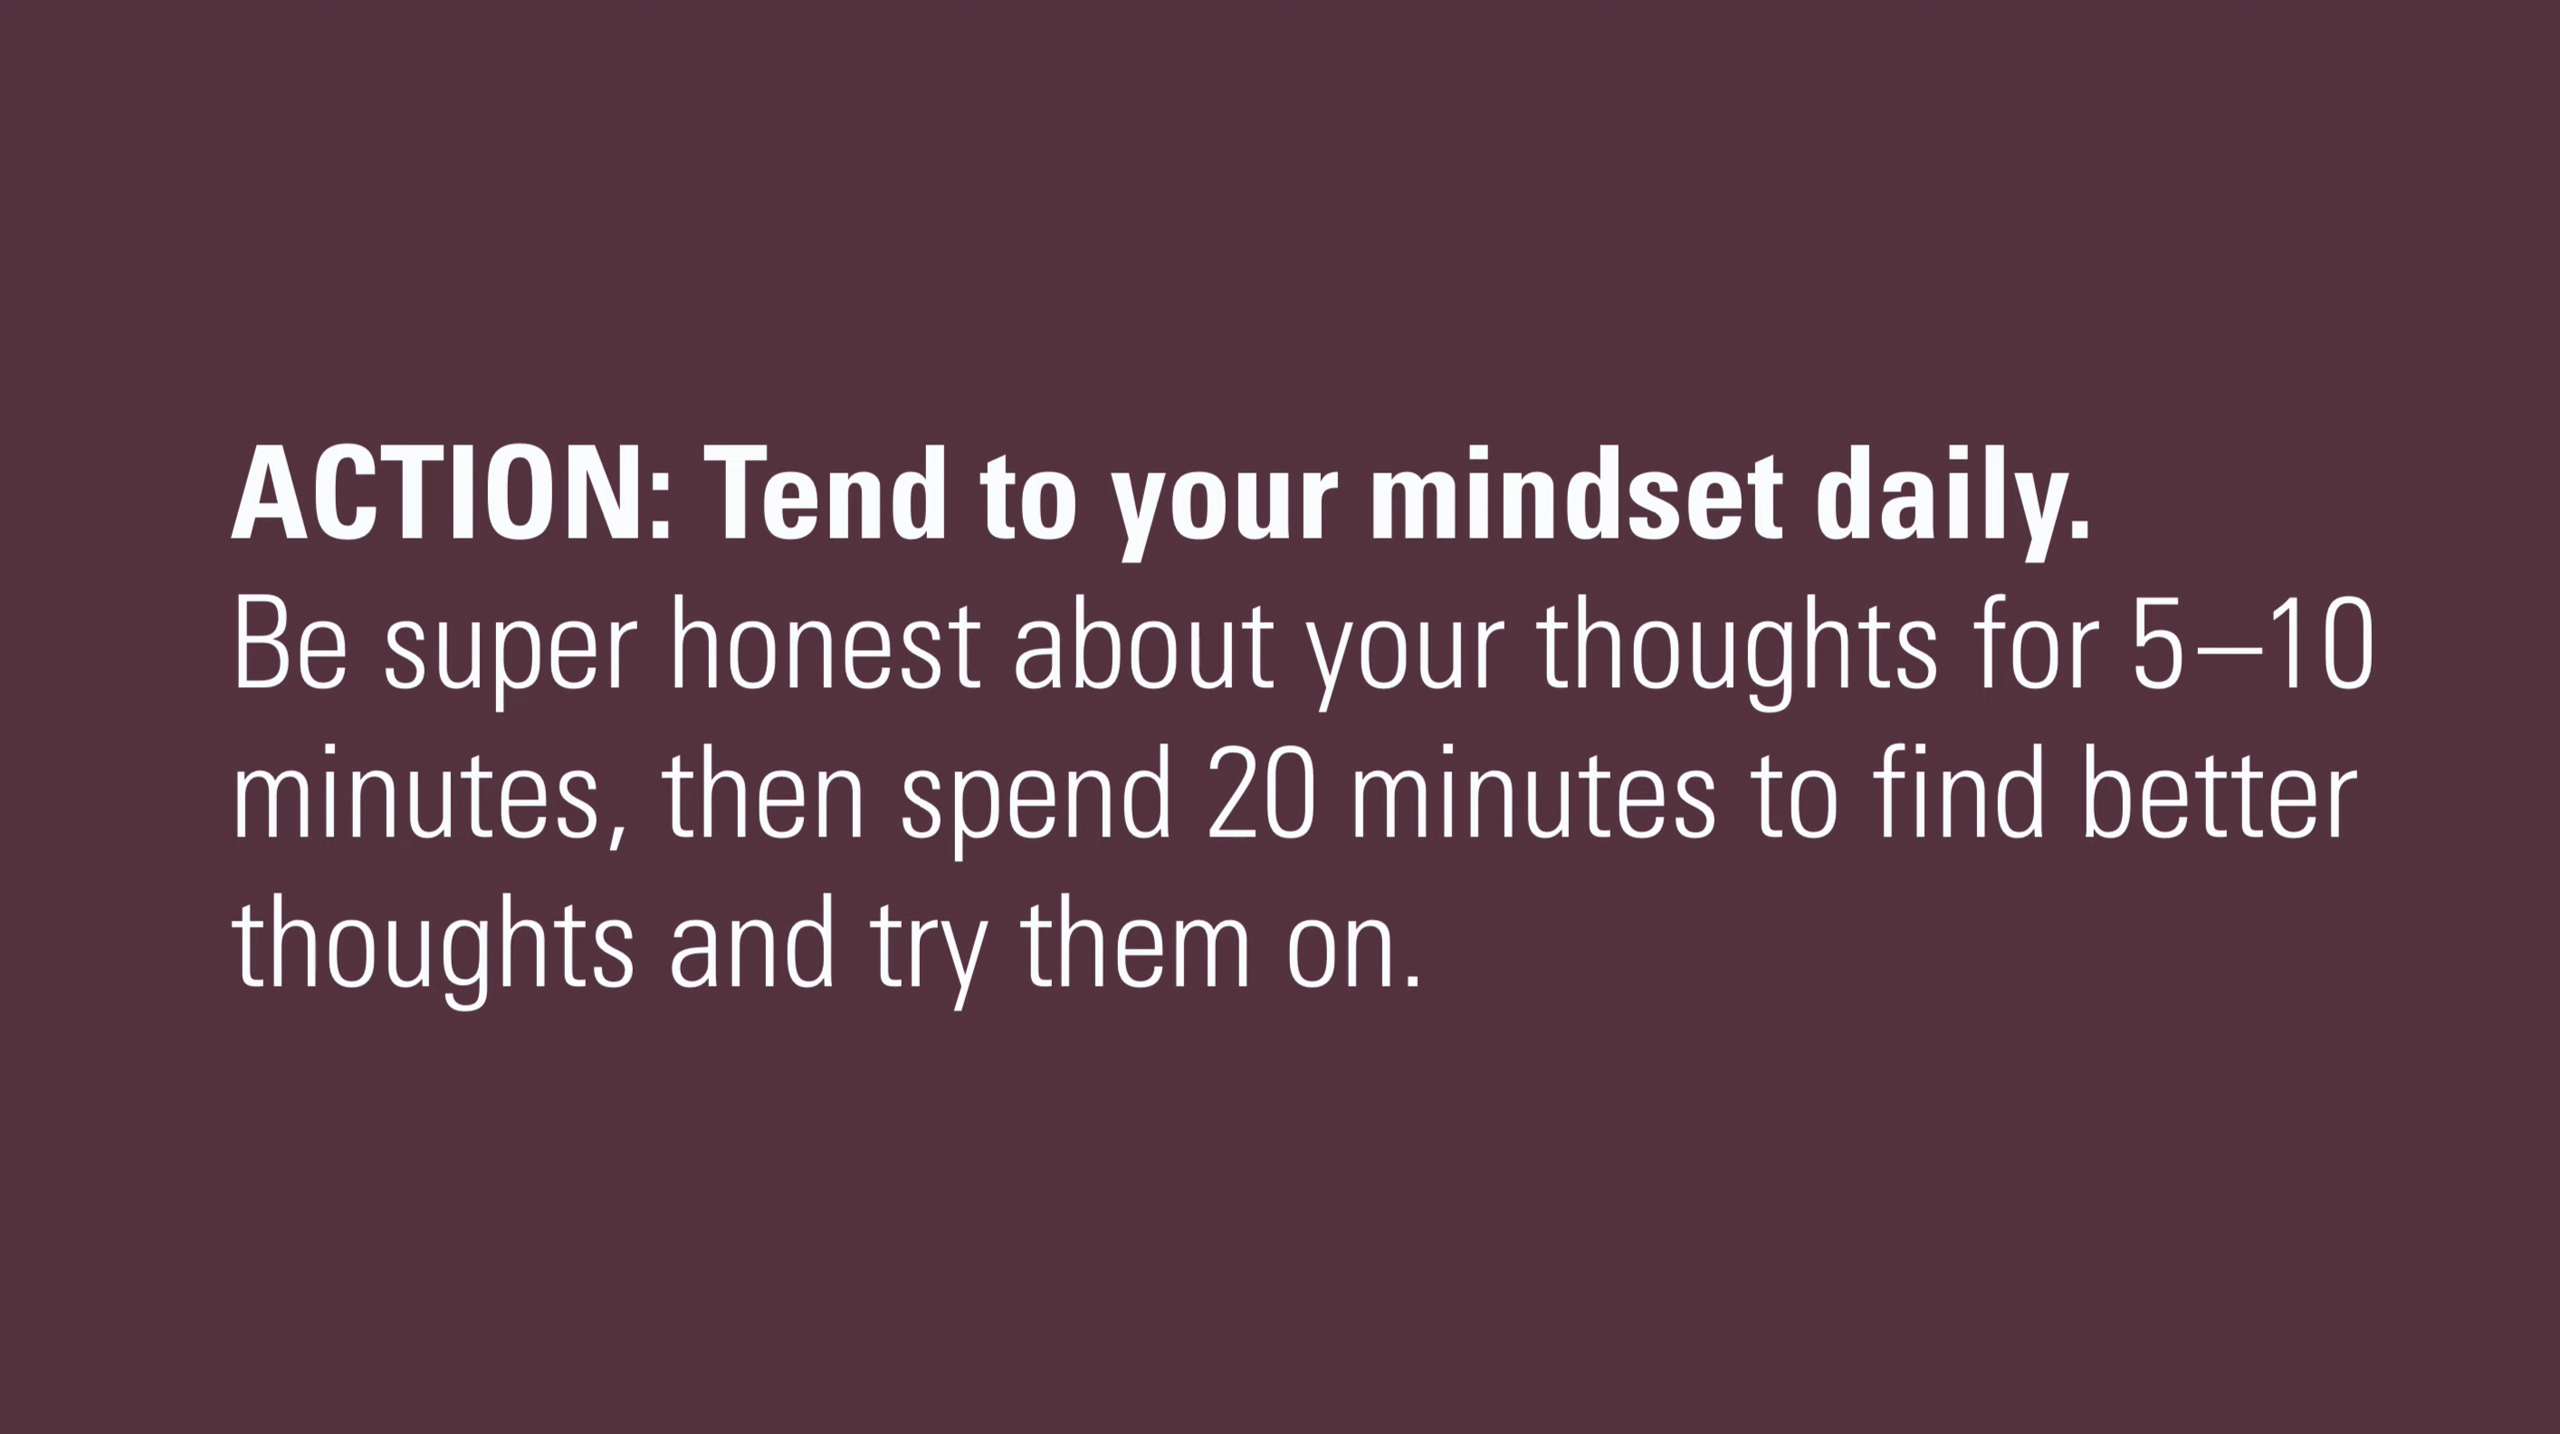 ACTION: Tend to your mindset daily.
Be super honest about your thoughts for 5–10
minutes, then spend 20 minutes to find better
thoughts and try them on.